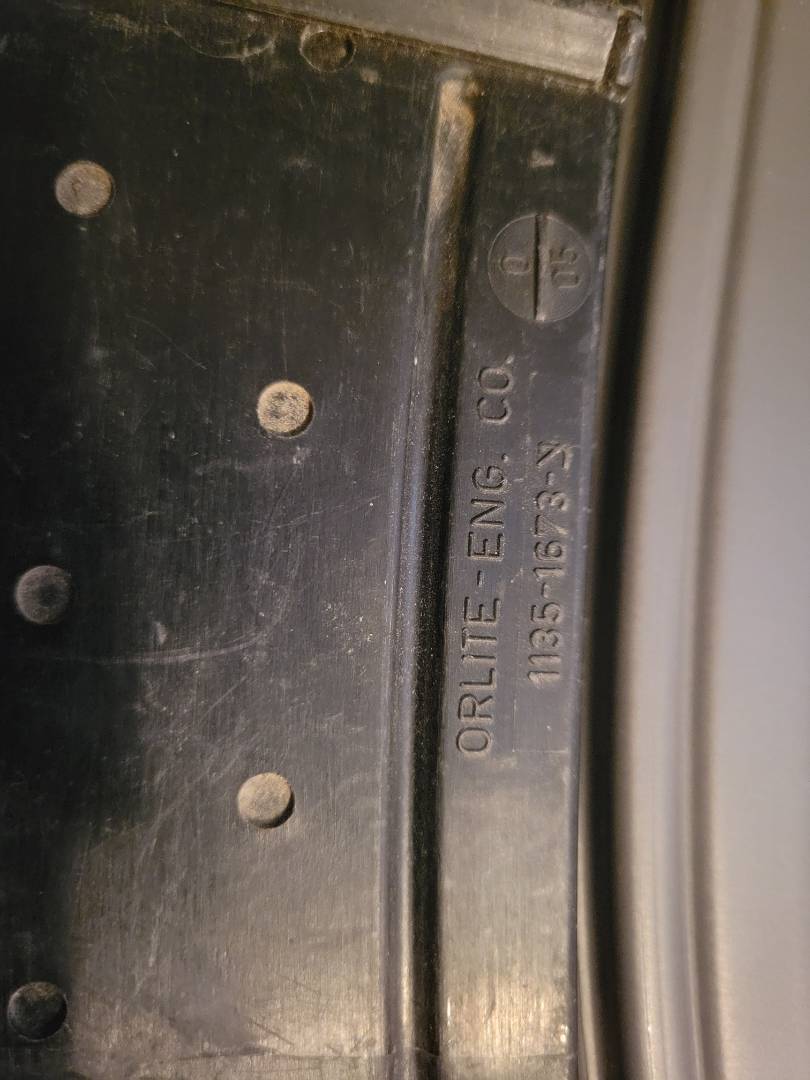 0
05
ORLITE-ENG. CO.
1135-1673-